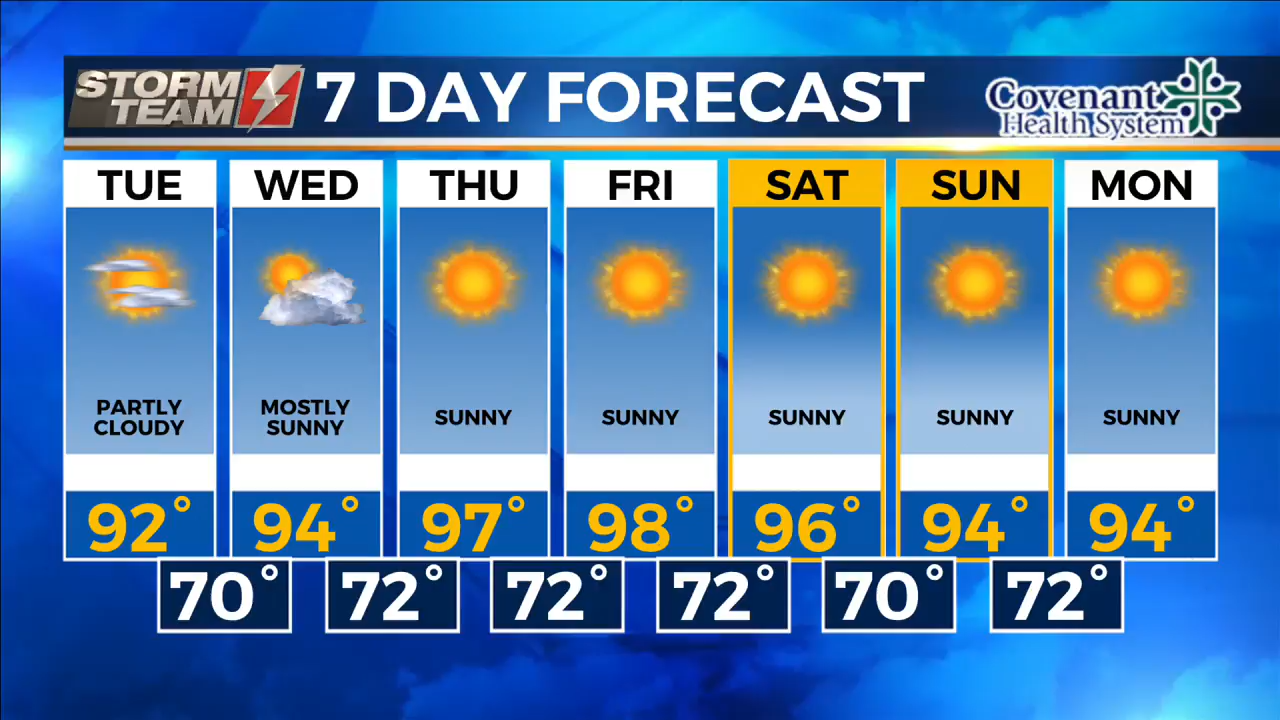 STORM
TEAM
7 DAY FORECAST
Covenant
Health System
TUE WED THU FRI SAT SUN MON
PARTLY
CLOUDY
MOSTLY
SUNNY
SUNNY
SUNNY
SUNNY
SUNNY
SUNNY
92° 94° 97° 98° 96° 94° 94°
70° 72° 72° 72° 70° 72°